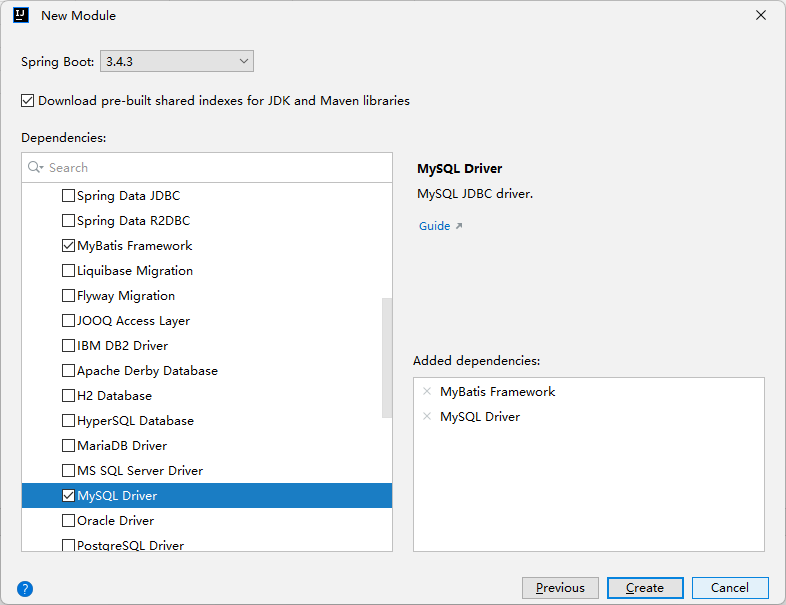 New Module
Spring Boot: 3.4.3
Download pre-built shared indexes for JDK and Maven libraries
Dependencies:
Search
Spring Data JDBC
Spring Data R2DBC
MyBatis Framework
Liquibase Migration
Flyway Migration
JOOQ Access Layer
IBM DB2 Driver
Apache Derby Database
H2 Database
HyperSQL Database
MariaDB Driver
MS SQL Server Driver
MySQL Driver
Oracle Driver
PostgreSQL Driver
MySQL Driver
MySQL JDBC driver.
Guide ↗
Added dependencies:
× MyBatis Framework
× MySQL Driver
? Previous Create Cancel